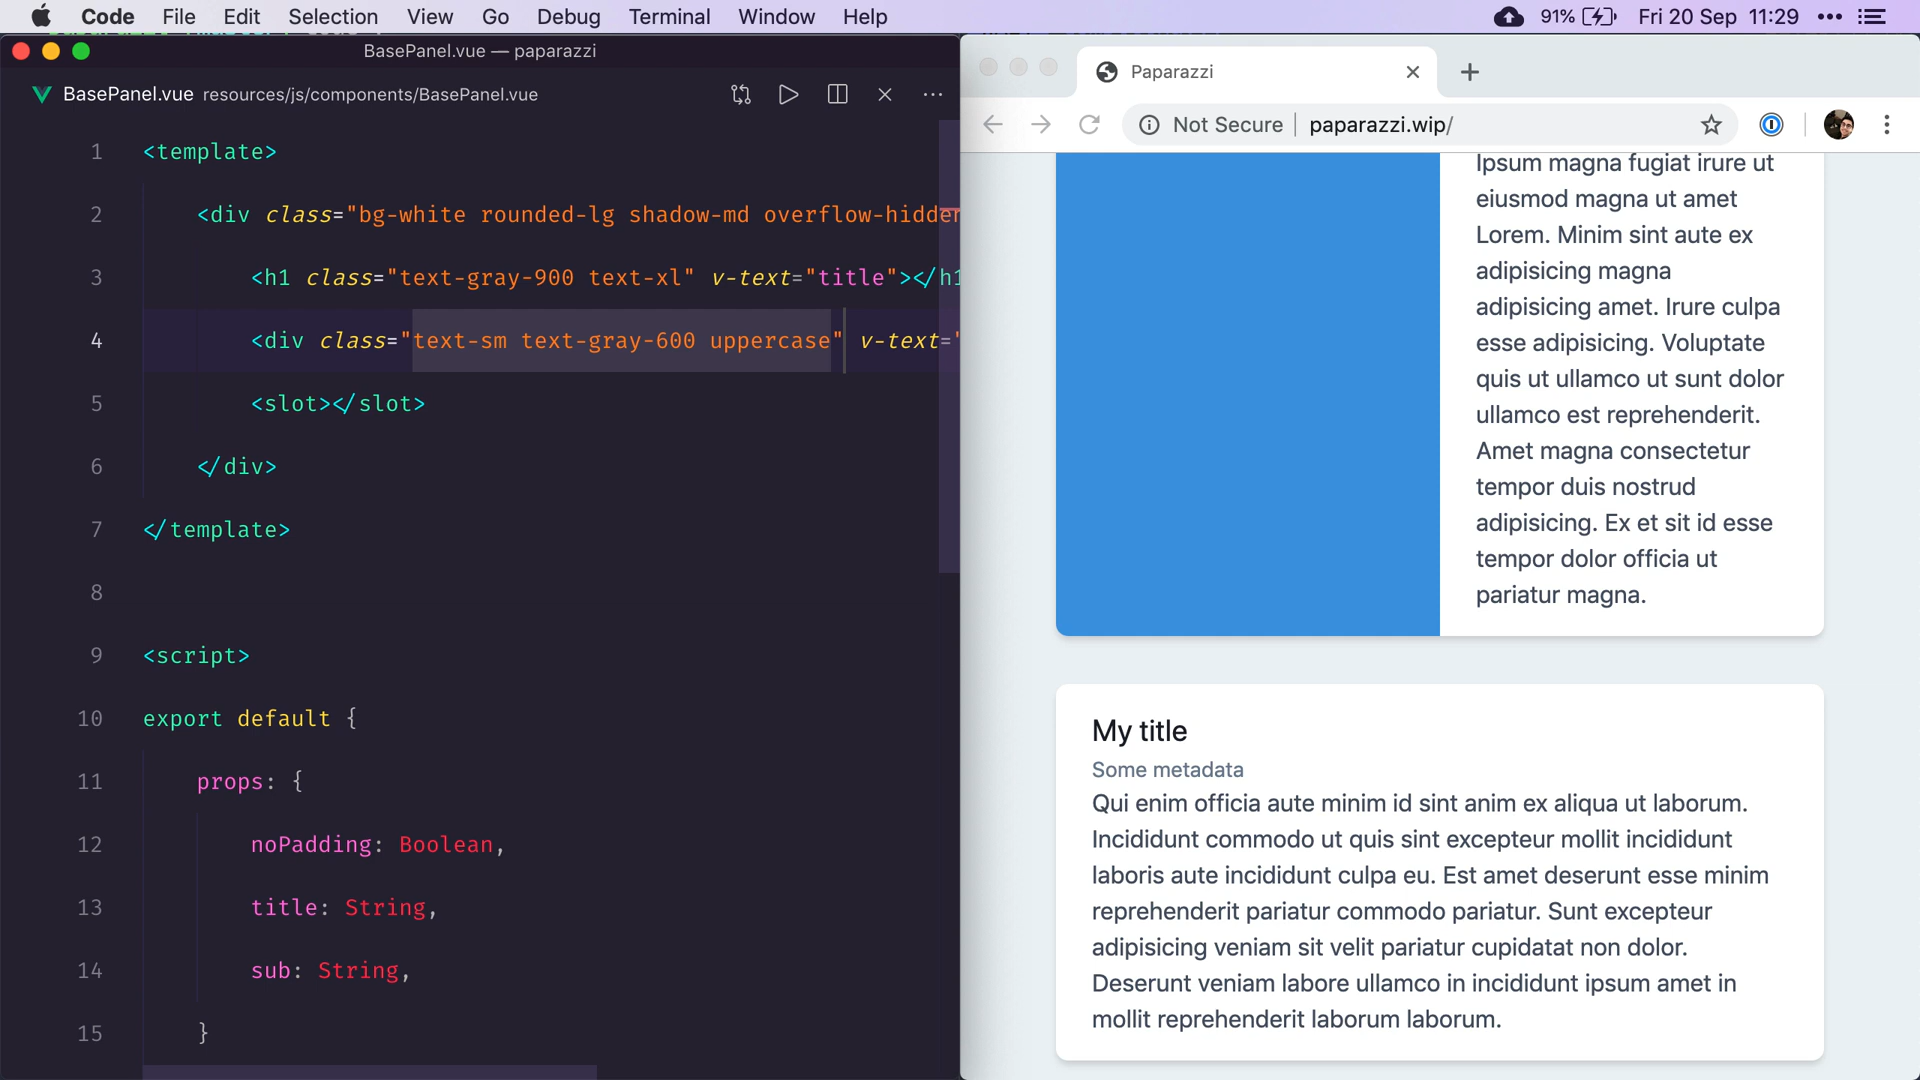 Code File Edit Selection View Go Debug Terminal Window Help 91% Fri 20 Sep 11:29
BasePanel.vue — paparazzi
BasePanel.vue resources/js/components/BasePanel.vue
1 <template>
2 <div class="bg-white rounded-lg shadow-md overflow-hidden
3 <h1 class="text-gray-900 text-xl" v-text="title"></h1
4 <div class="text-sm text-gray-600 uppercase" v-text="
5 <slot></slot>
6 </div>
7 </template>
8
9 <script>
10 export default {
11 props: {
12 noPadding: Boolean,
13 title: String,
14 sub: String,
15 }
Paparazzi
Not Secure paparazzi.wip/
Ipsum magna fugiat irure ut
eiusmod magna ut amet
Lorem. Minim sint aute ex
adipisicing magna
adipisicing amet. Irure culpa
esse adipisicing. Voluptate
quis ut ullamco ut sunt dolor
ullamco est reprehenderit.
Amet magna consectetur
tempor duis nostrud
adipisicing. Ex et sit id esse
tempor dolor officia ut
pariatur magna.
My title
Some metadata
Qui enim officia aute minim id sint anim ex aliqua ut laborum.
Incididunt commodo ut quis sint excepteur mollit incididunt
laboris aute incididunt culpa eu. Est amet deserunt esse minim
reprehenderit pariatur commodo pariatur. Sunt excepteur
adipisicing veniam sit velit pariatur cupidatat non dolor.
Deserunt veniam labore ullamco in incididunt ipsum amet in
mollit reprehenderit laborum laborum.